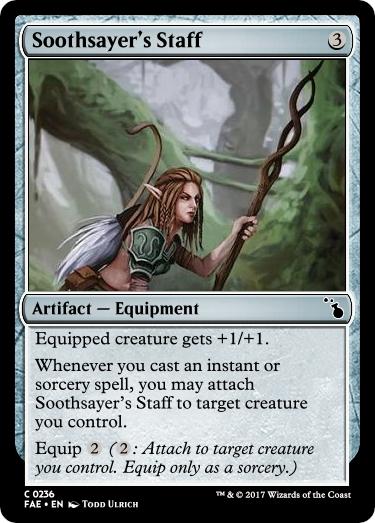 Soothsayer's Staff 3
Artifact — Equipment
Equipped creature gets +1/+1.
Whenever you cast an instant or
sorcery spell, you may attach
Soothsayer's Staff to target creature
you control.
Equip 2 (2: Attach to target creature
you control. Equip only as a sorcery.)
C 0236
FAE • EN Todd Ulrich
™ & © 2017 Wizards of the Coast